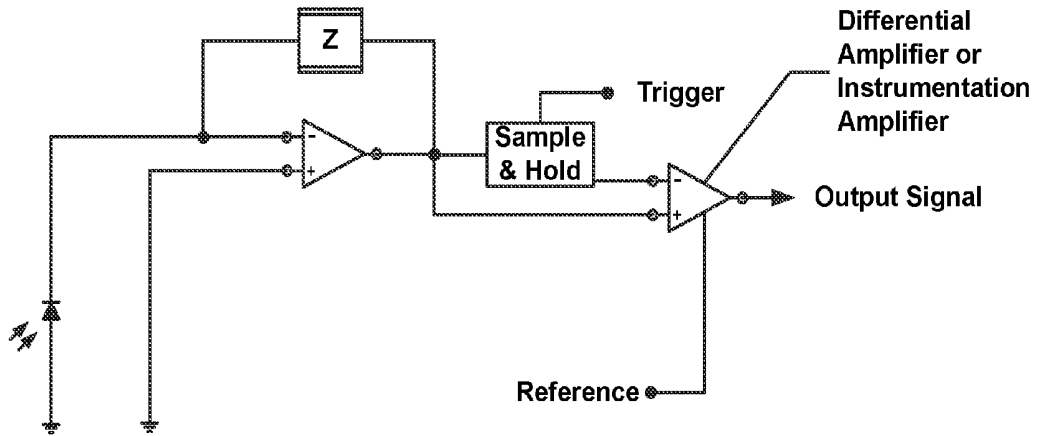 Differential
Amplifier or
Instrumentation
Amplifier
Z
Trigger
Sample
& Hold
-
+
-
+
Output Signal
Reference